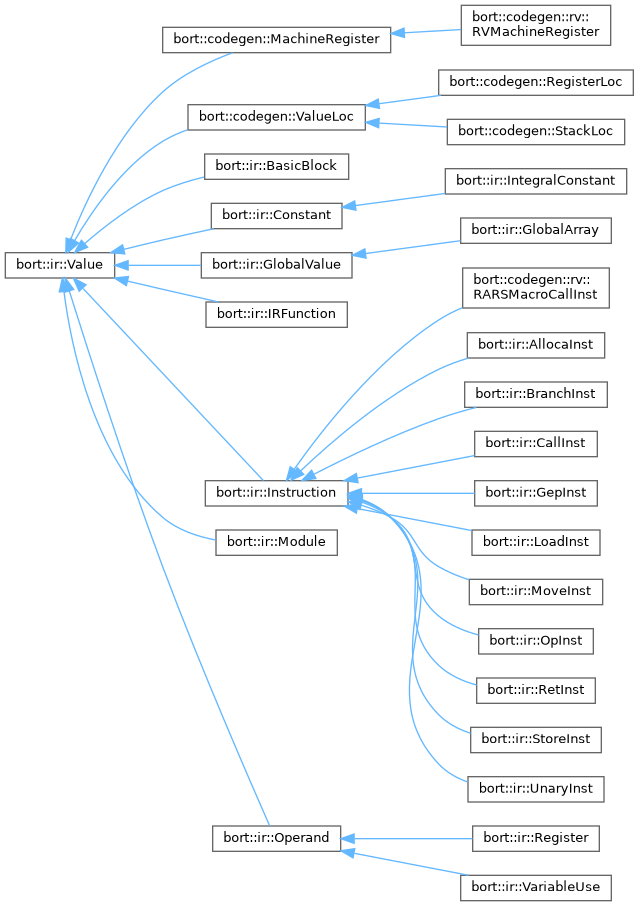 bort::codegen::MachineRegister
bort::codegen::rv::
RVMachineRegister
bort::codegen::RegisterLoc
bort::codegen::ValueLoc
bort::codegen::StackLoc
bort::ir::BasicBlock
bort::ir::IntegralConstant
bort::ir::Constant
bort::ir::GlobalArray
bort::ir::Value
bort::ir::GlobalValue
bort::codegen::rv::
RARSMacroCallInst
bort::ir::IRFunction
bort::ir::AllocaInst
bort::ir::BranchInst
bort::ir::CallInst
bort::ir::Instruction
bort::ir::GepInst
bort::ir::Module
bort::ir::LoadInst
bort::ir::MoveInst
bort::ir::OpInst
bort::ir::RetInst
bort::ir::StoreInst
bort::ir::UnaryInst
bort::ir::Operand
bort::ir::Register
bort::ir::VariableUse